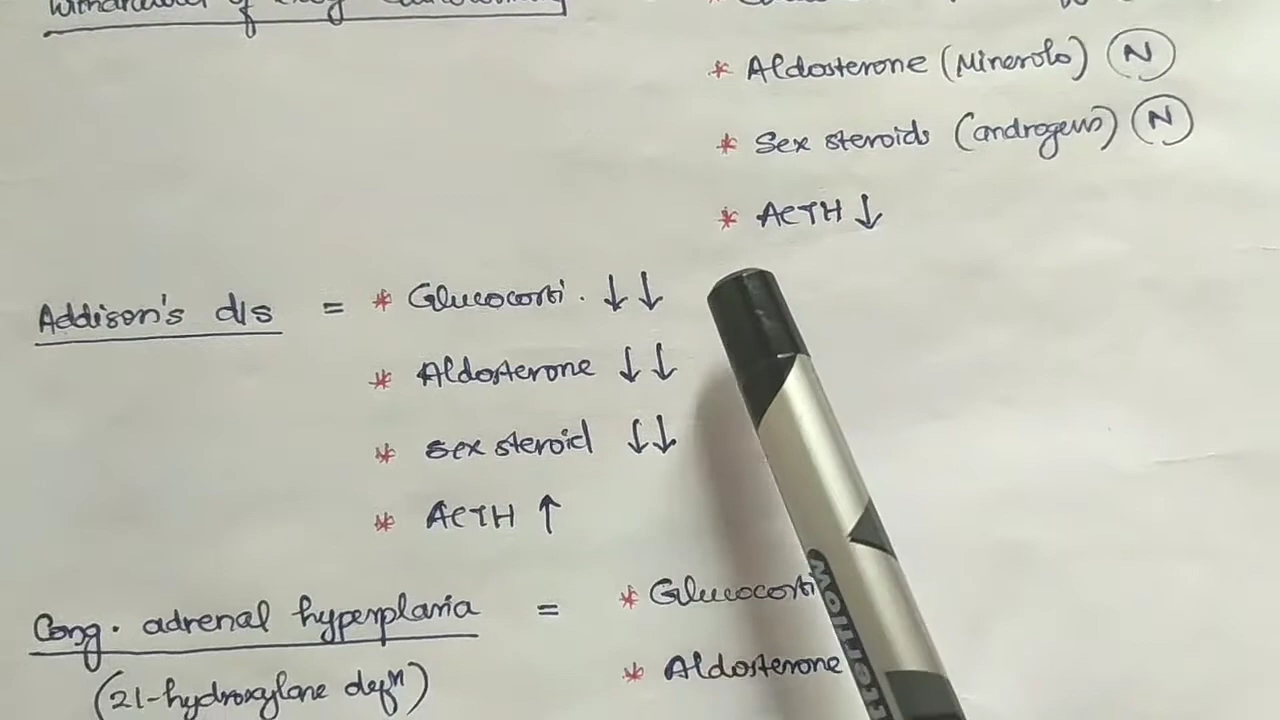 of
* Aldosterone (Minerolo) N
* Sex steroids (androgens) N
* ACTH ↓
Addison's d/s = * Glucocorti. ↓↓
* Aldosterone ↓↓
* sex steroid ↓↓
* ACTH ↑
Cong. adrenal hyperplasia = * Glucocorti
(21-hydroxylase defⁿ) * Aldosterone